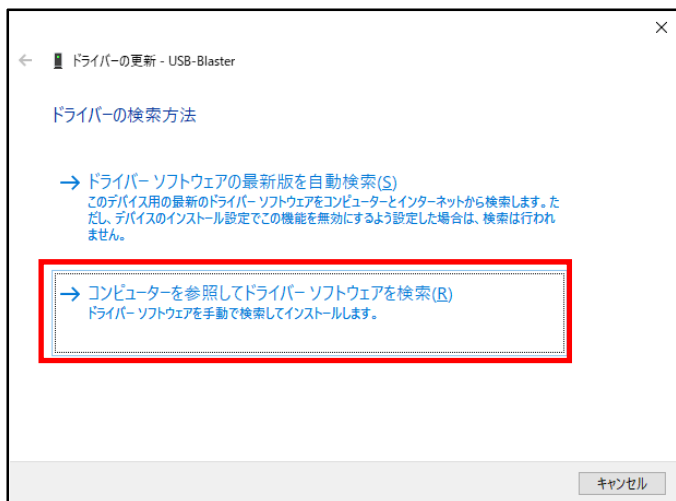 ドライバーの更新 - USB-Blaster
ドライバーの検索方法
ドライバー ソフトウェアの最新版を自動検索(S)
このデバイス用の最新のドライバー ソフトウェアをコンピューターとインターネットから検索します。た
だし、デバイスのインストール設定でこの機能を無効にするよう設定した場合は、検索は行われ
ません。
コンピューターを参照してドライバー ソフトウェアを検索(R)
ドライバー ソフトウェアを手動で検索してインストールします。
キャンセル